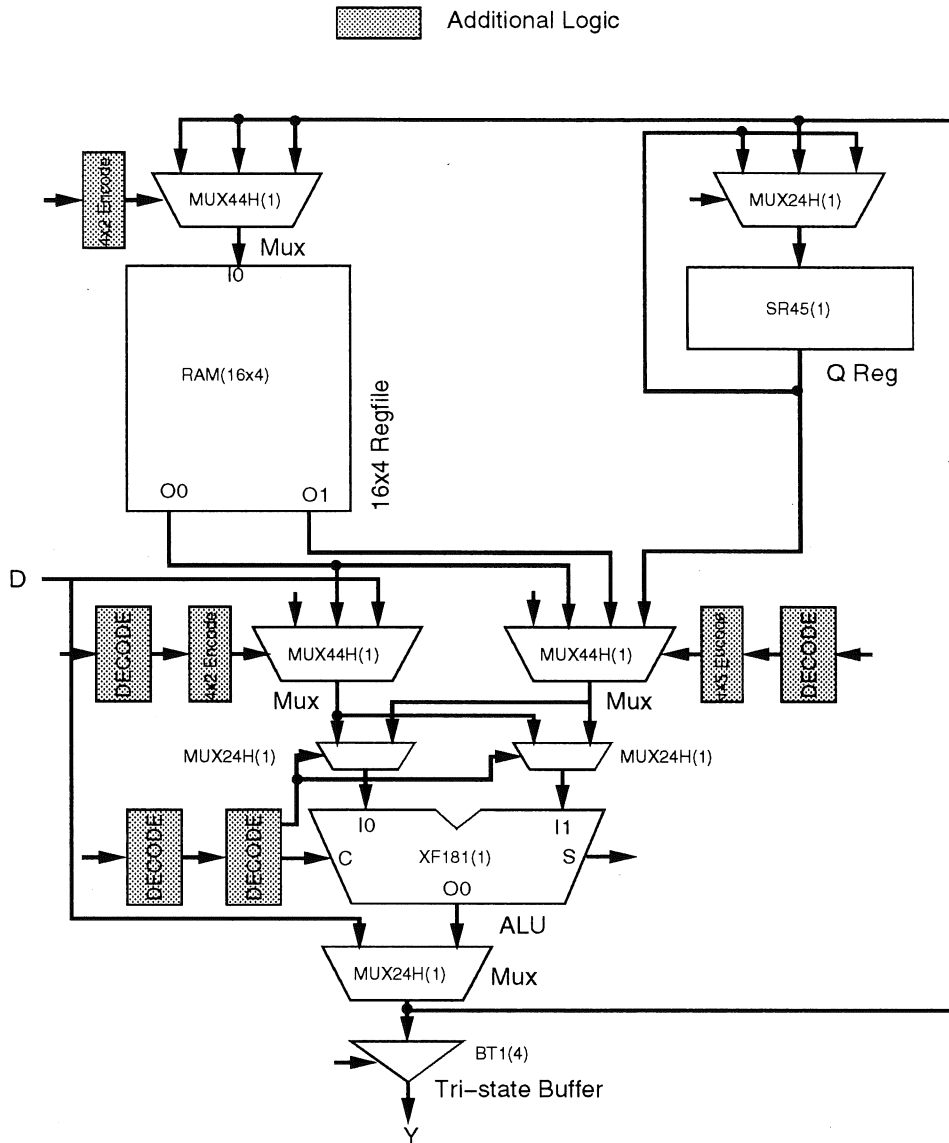 Additional Logic
4x2 Encode
MUX44H(1)
Mux
MUX24H(1)
I0
RAM(16x4)
O0
O1
16x4 Regfile
SR45(1)
Q Reg
D
DECODE
4x2 Encode
MUX44H(1)
Mux
MUX44H(1)
Mux
Encode
DECODE
MUX24H(1)
MUX24H(1)
DECODE
DECODE
I0
I1
C
XF181(1)
S
O0
ALU
MUX24H(1)
Mux
BT1(4)
Tri-state Buffer
Y